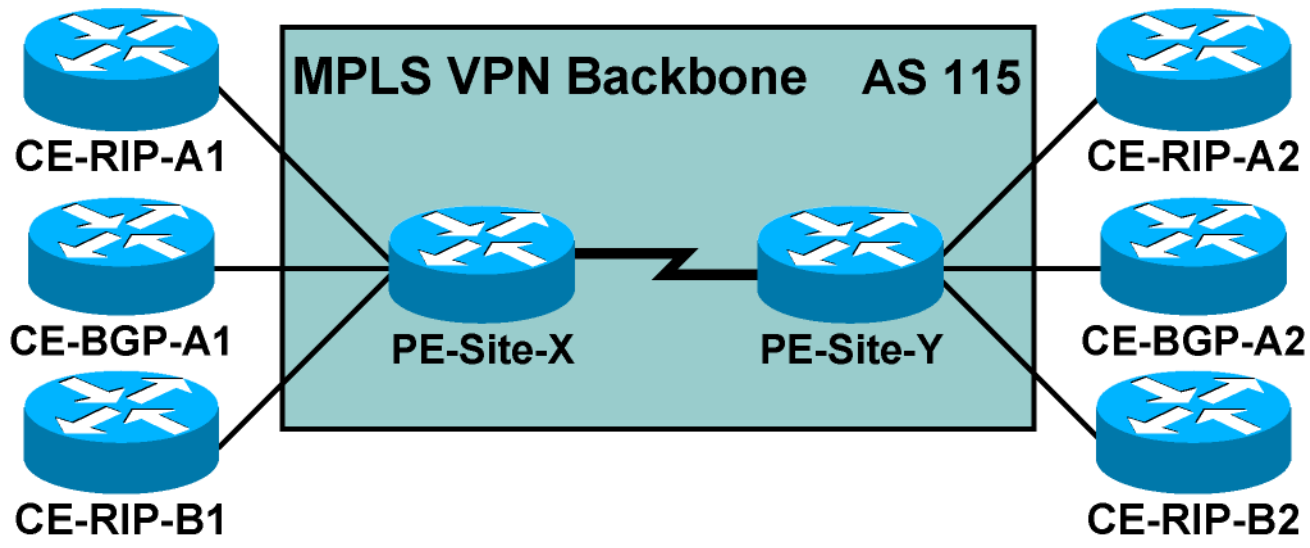 MPLS VPN Backbone AS 115
CE-RIP-A1
CE-RIP-A2
CE-BGP-A1
PE-Site-X
PE-Site-Y
CE-BGP-A2
CE-RIP-B1
CE-RIP-B2